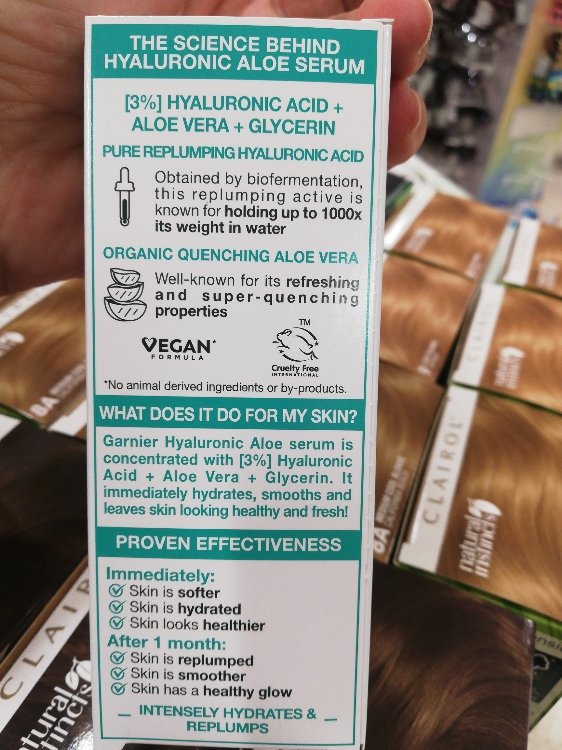 THE SCIENCE BEHIND
HYALURONIC ALOE SERUM
[3%] HYALURONIC ACID +
ALOE VERA + GLYCERIN
PURE REPLUMPING HYALURONIC ACID
Obtained by biofermentation,
this replumping active is
known for holding up to 1000x
its weight in water
ORGANIC QUENCHING ALOE VERA
Well-known for its refreshing
and super-quenching
properties
VEGAN*
FORMULA
TM
Cruelty Free
INTERNATIONAL
*No animal derived ingredients or by-products.
WHAT DOES IT DO FOR MY SKIN?
Garnier Hyaluronic Aloe serum is
concentrated with [3%] Hyaluronic
Acid + Aloe Vera + Glycerin. It
immediately hydrates, smooths and
leaves skin looking healthy and fresh!
PROVEN EFFECTIVENESS
Immediately:
Skin is softer
Skin is hydrated
Skin looks healthier
After 1 month:
Skin is replumped
Skin is smoother
Skin has a healthy glow
_ INTENSELY HYDRATES & _
REPLUMPS
CLAIROL
natural
instincts
6A
CLAIR